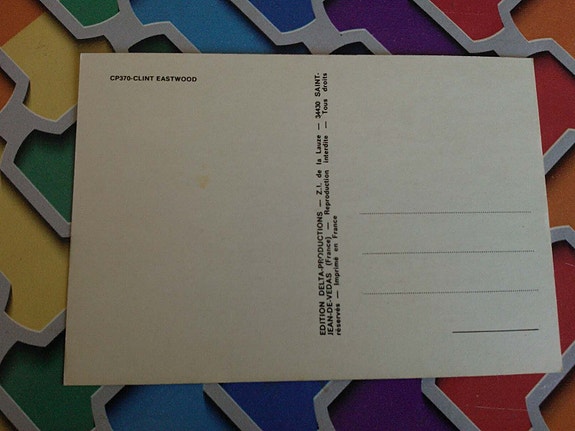 CP370-CLINT EASTWOOD
EDITION DELTA-PRODUCTIONS — Z.I. de la Lauze — 34430 SAINT-
JEAN-DE-VEDAS (France) — Reproduction interdite — Tous droits
réservés — Imprimé en France